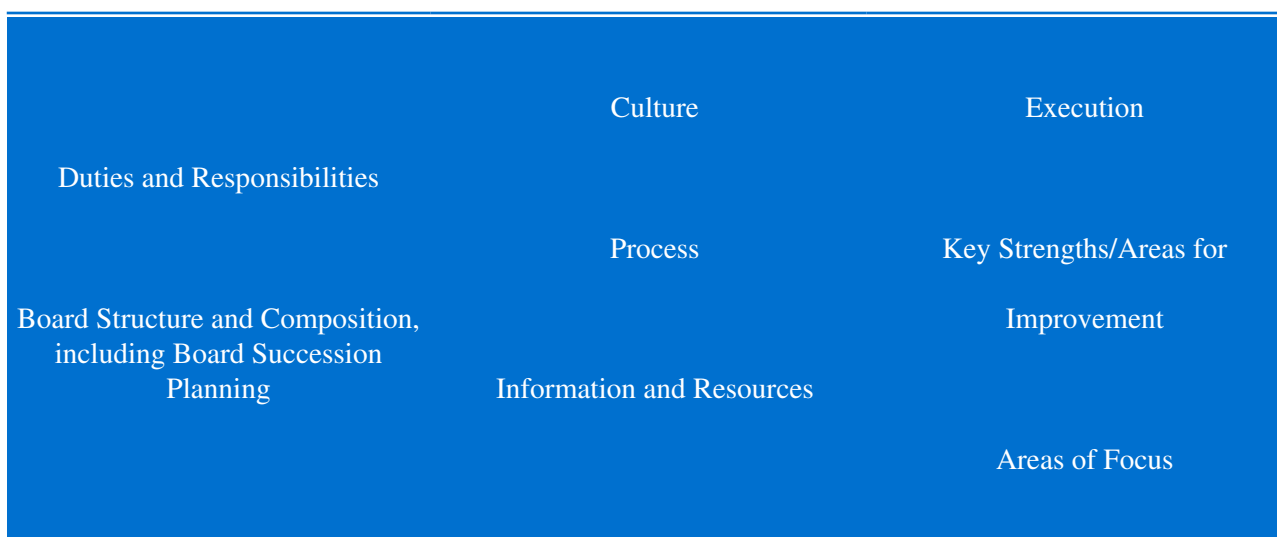 Duties and Responsibilities
Board Structure and Composition,
including Board Succession
Planning
Culture
Process
Information and Resources
Execution
Key Strengths/Areas for
Improvement
Areas of Focus